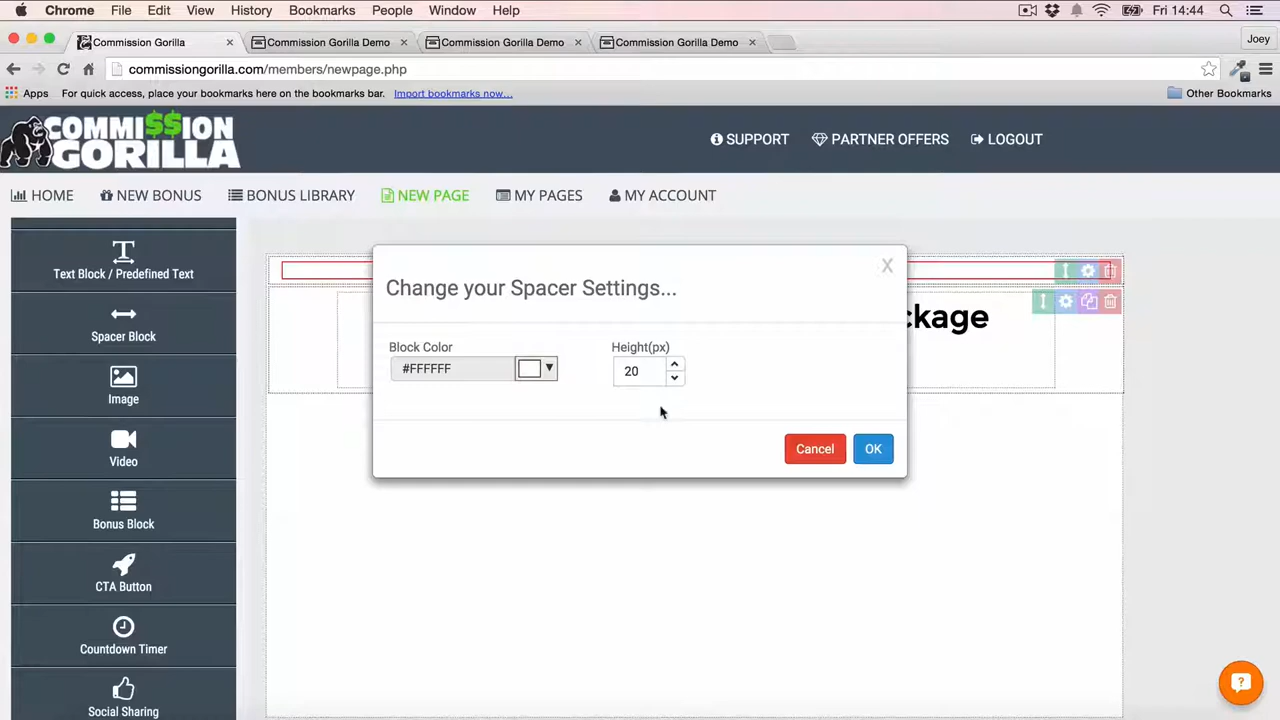 Chrome File Edit View History Bookmarks People Window Help Fri 14:44
Commission Gorilla Commission Gorilla Demo Commission Gorilla Demo Commission Gorilla Demo Joey
commissiongorilla.com/members/newpage.php
Apps For quick access, place your bookmarks here on the bookmarks bar. Import bookmarks now... Other Bookmarks
COMMI$$ION
GORILLA
SUPPORT PARTNER OFFERS LOGOUT
HOME NEW BONUS BONUS LIBRARY NEW PAGE MY PAGES MY ACCOUNT
Text Block / Predefined Text
Spacer Block
Image
Video
Bonus Block
CTA Button
Countdown Timer
Social Sharing
X
Change your Spacer Settings...
ckage
Block Color Height(px)
#FFFFFF 20
Cancel OK